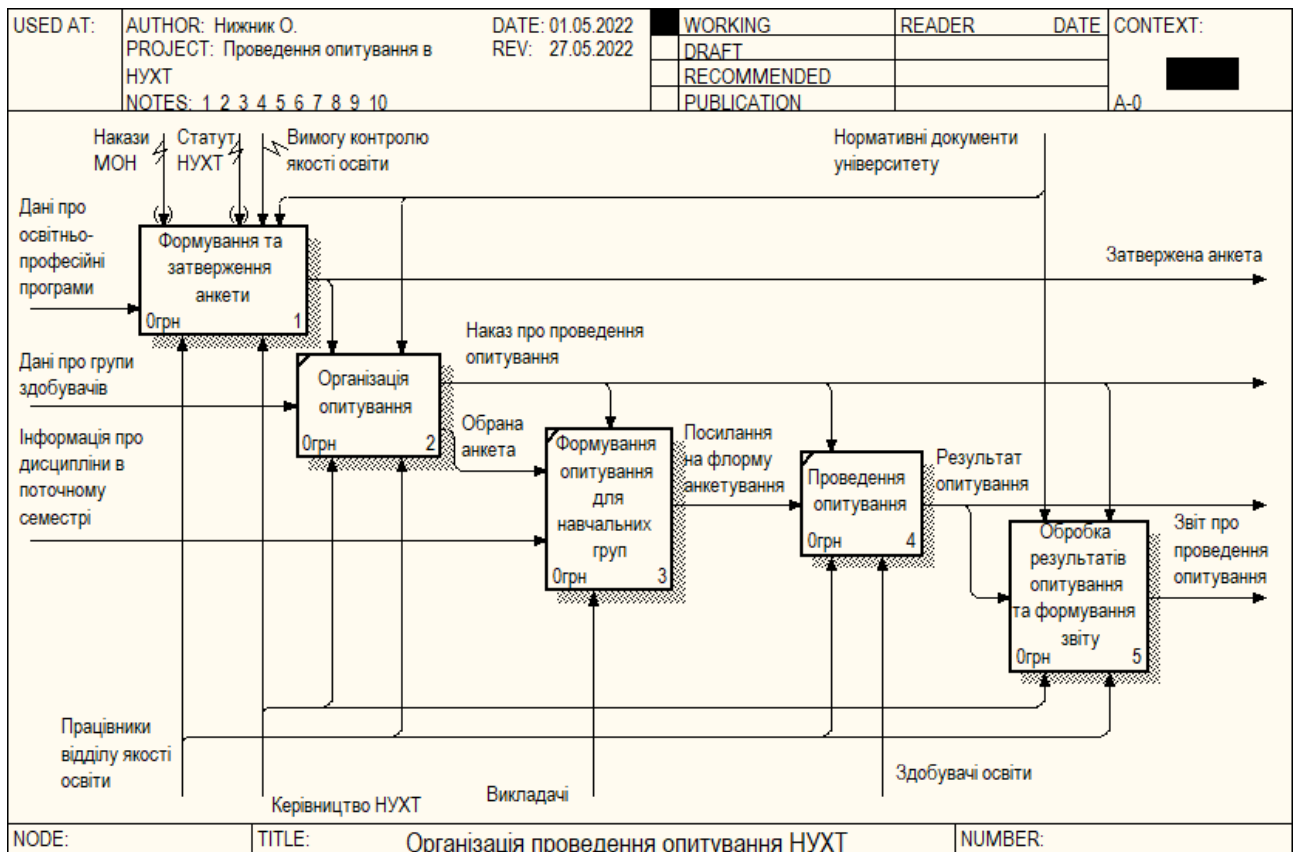 USED AT:
AUTHOR: Нижник О.
DATE: 01.05.2022
PROJECT: Проведення опитування в
REV: 27.05.2022
НУХТ
NOTES: 1 2 3 4 5 6 7 8 9 10
WORKING
DRAFT
RECOMMENDED
PUBLICATION
READER
DATE
CONTEXT:
A-0
Накази
МОН
Статут
НУХТ
Вимогу контролю
якості освіти
Нормативні документи
університету
Дані про
освітньо-
професійні
програми
Формування та
затверження
анкети
0грн 1
Затвержена анкета
Дані про групи
здобувачів
Організація
опитування
0грн 2
Наказ про проведення
опитування
Обрана
анкета
Інформація про
дисципліни в
поточному
семестрі
Формування
опитування
для
навчальних
груп
0грн 3
Посилання
на флорму
анкетування
Проведення
опитування
0грн 4
Результат
опитування
Обробка
результатів
опитування
та формування
звіту
0грн 5
Звіт про
проведення
опитування
Працівники
відділу якості
освіти
Керівництво НУХТ
Викладачі
Здобувачі освіти
NODE:
TITLE:
Організація проведення опитування НУХТ
NUMBER: